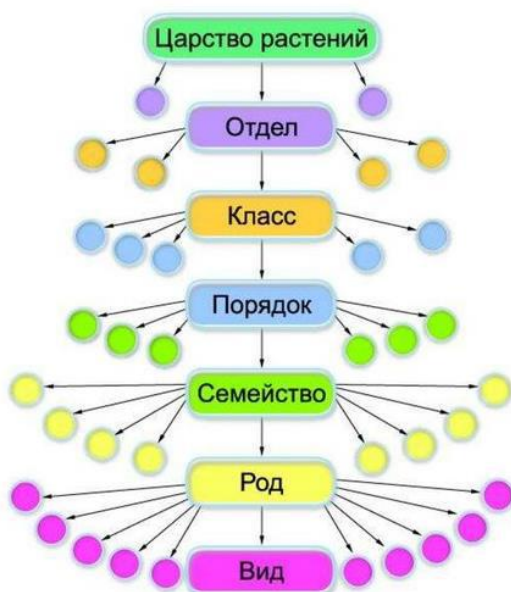 Царство растений
Отдел
Класс
Порядок
Семейство
Род
Вид